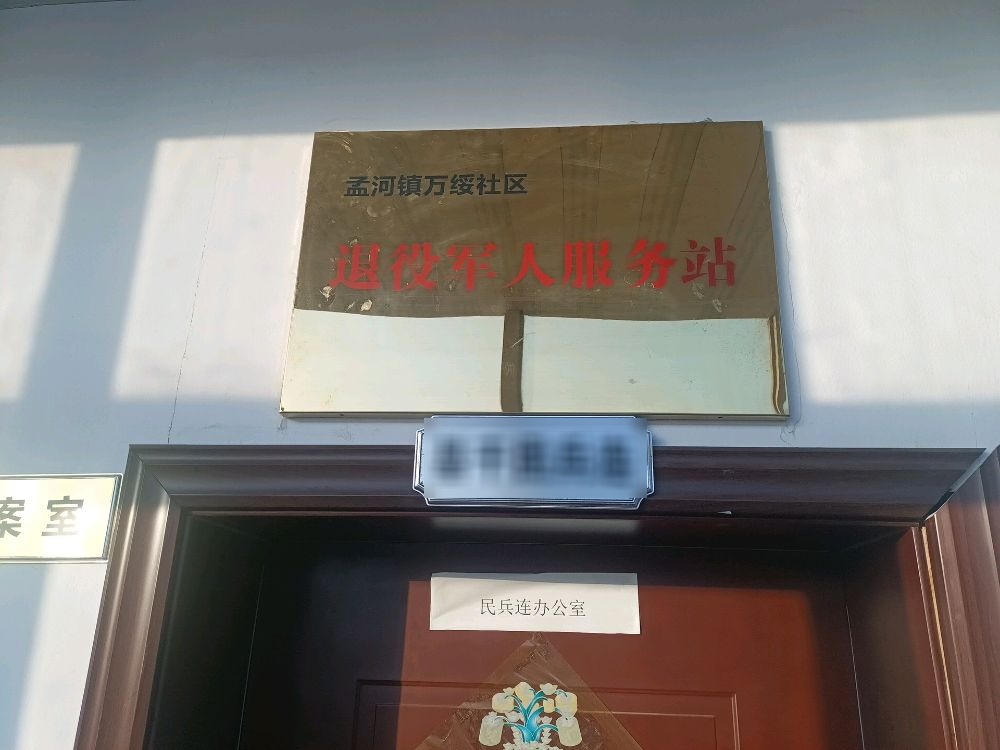 孟河镇万绥社区
退役军人服务站
案室
民兵连办公室